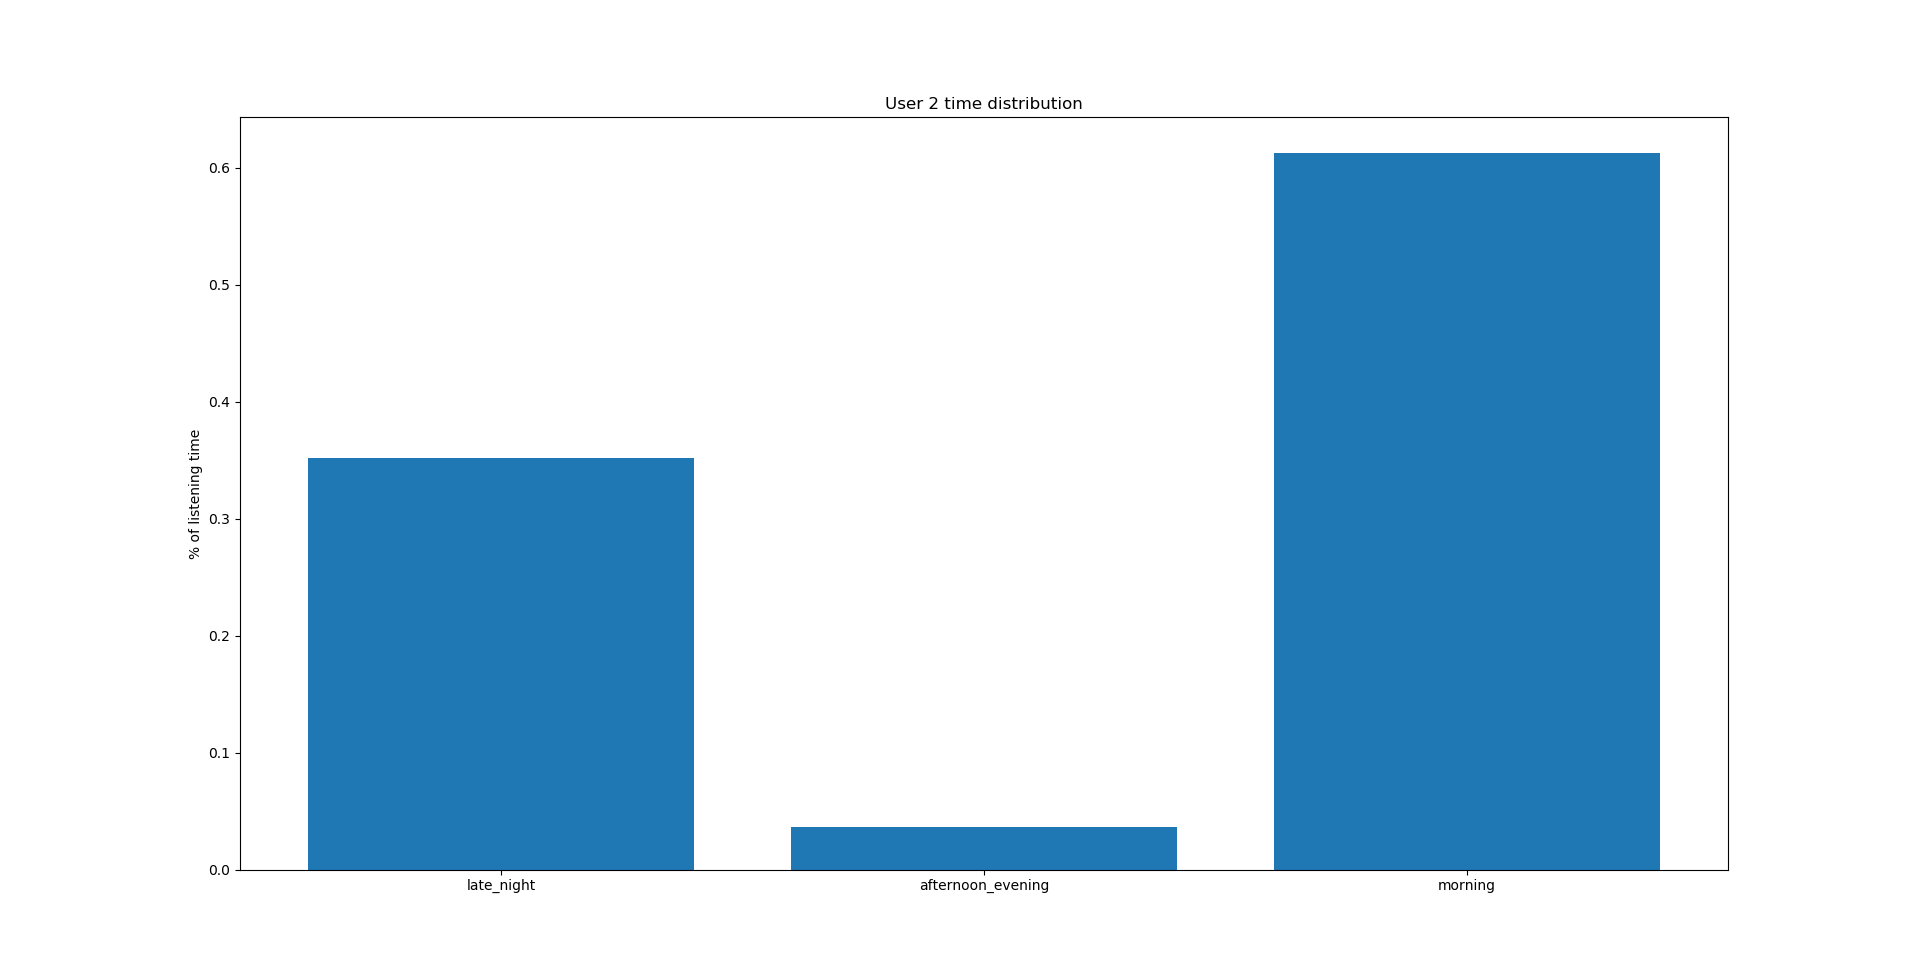 User 2 time distribution
% of listening time
0.6
0.5
0.4
0.3
0.2
0.1
0.0
late_night afternoon_evening morning